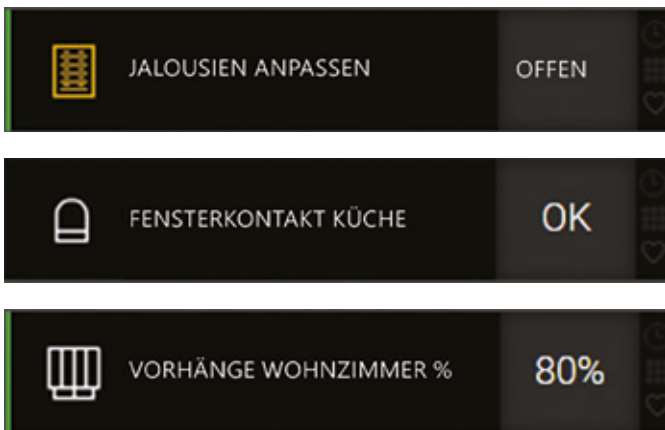 JALOUSIEN ANPASSEN OFFEN
FENSTERKONTAKT KÜCHE OK
VORHÄNGE WOHNZIMMER % 80%